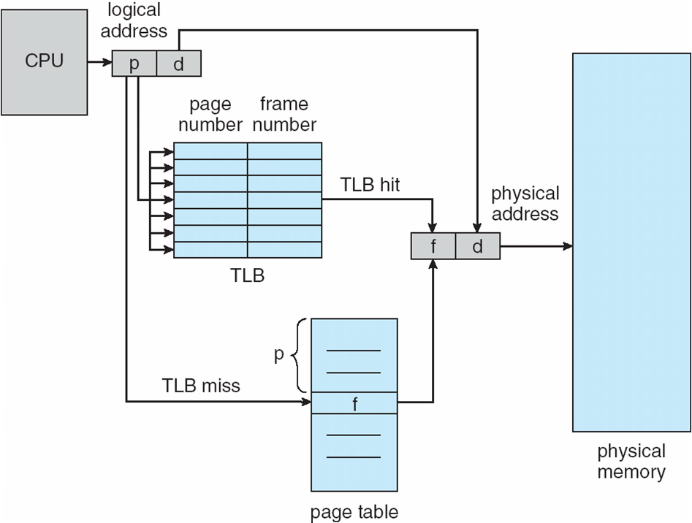 logical
address
CPU
p d
page
number
frame
number
TLB hit
physical
address
f d
TLB
p
TLB miss
f
physical
memory
page table